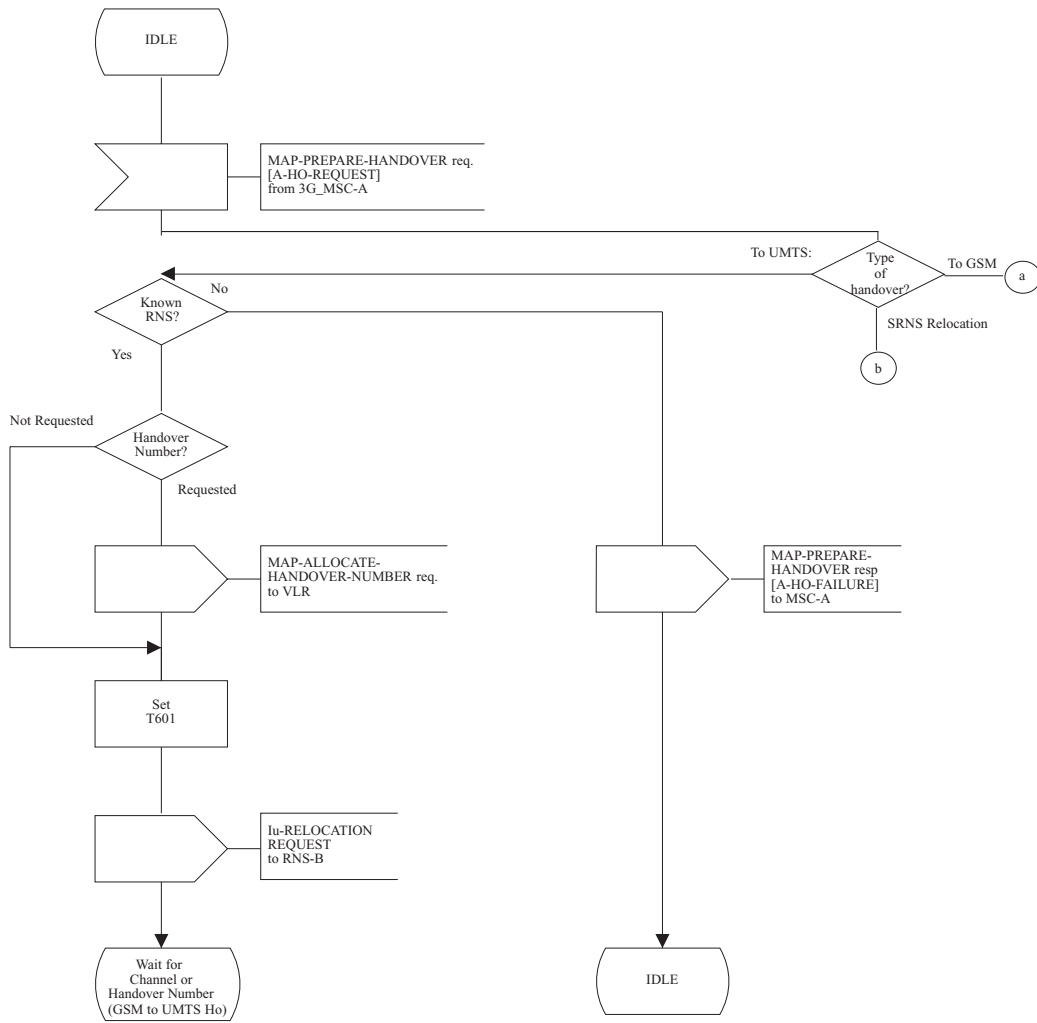 IDLE
MAP-PREPARE-HANDOVER req.
[A-HO-REQUEST]
from 3G_MSC-A
To UMTS:
Type
of
handover?
To GSM
a
SRNS Relocation
b
Known
RNS?
No
Yes
Not Requested
Handover
Number?
Requested
MAP-ALLOCATE-
HANDOVER-NUMBER req.
to VLR
MAP-PREPARE-
HANDOVER resp
[A-HO-FAILURE]
to MSC-A
Set
T601
Iu-RELOCATION
REQUEST
to RNS-B
Wait for
Channel or
Handover Number
(GSM to UMTS Ho)
IDLE